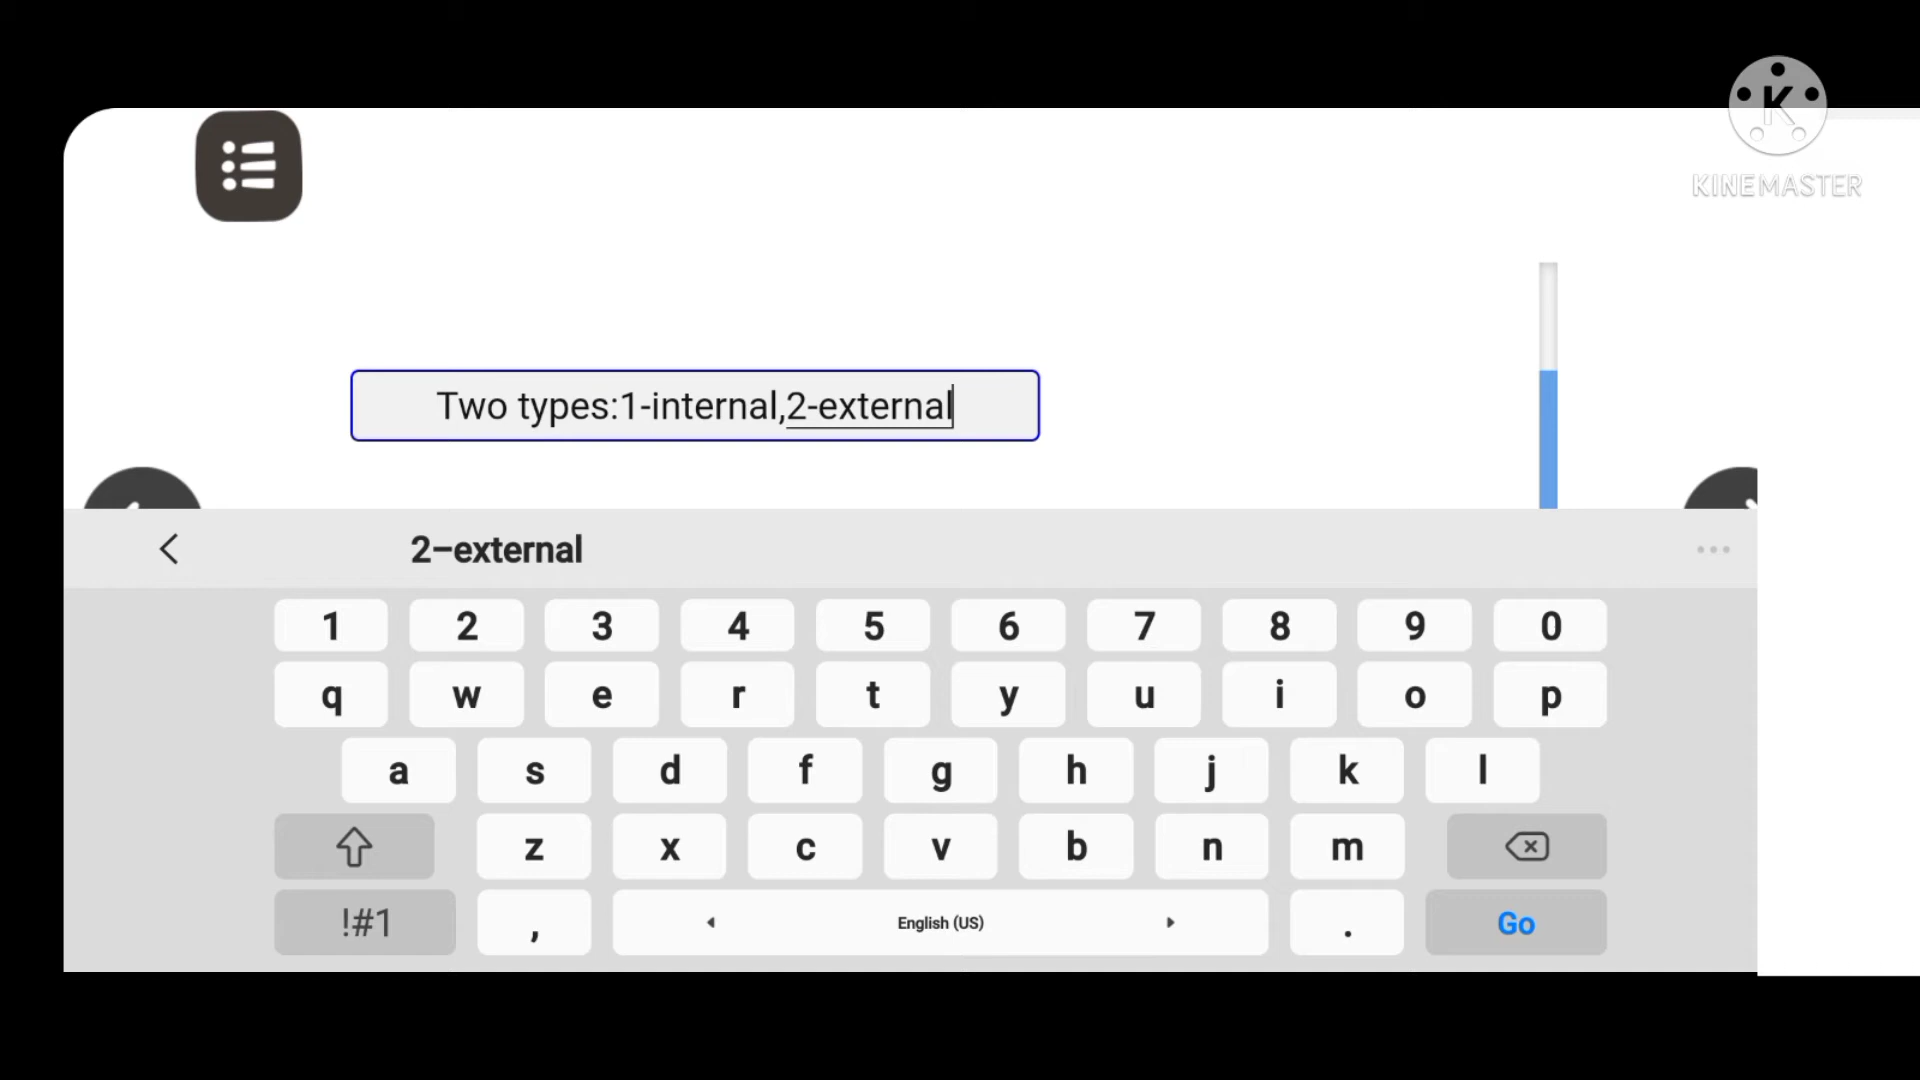 K
KINEMASTER
Two types:1-internal,2-external
2-external
1 2 3 4 5 6 7 8 9 0
q w e r t y u i o p
a s d f g h j k l
z x c v b n m
!#1 , English (US) . Go